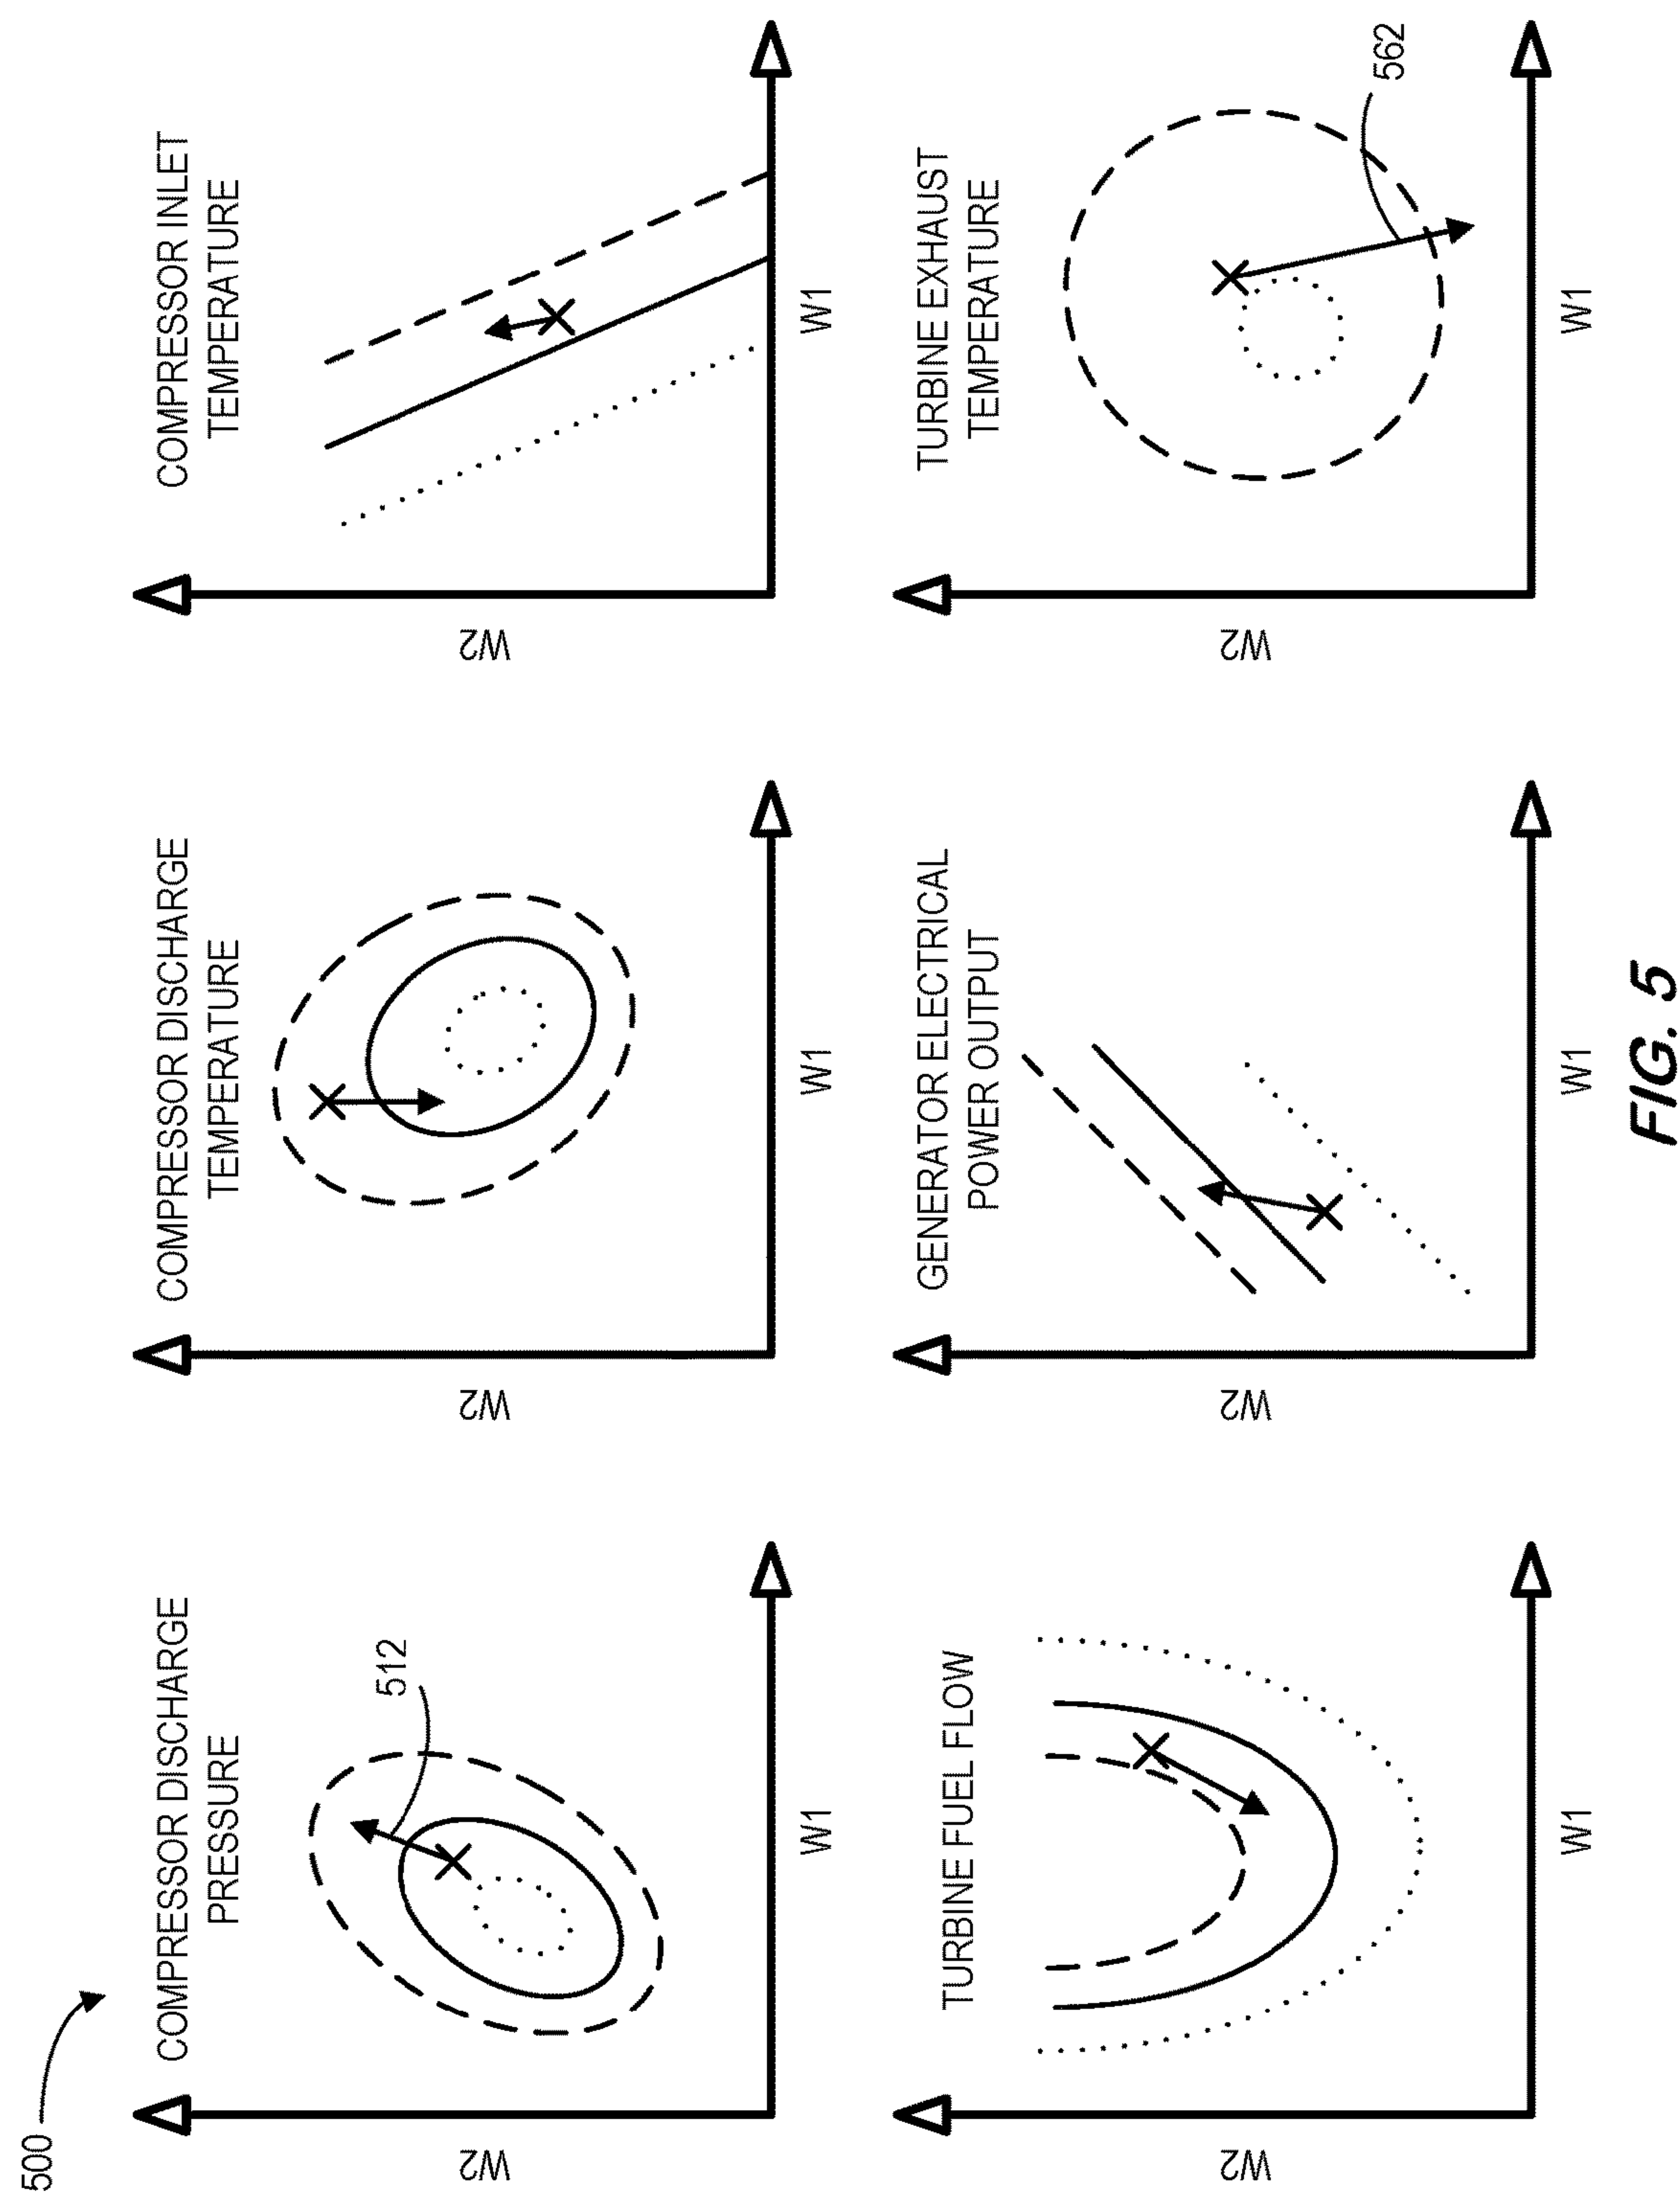 500
COMPRESSOR DISCHARGE
PRESSURE
512
W2
W1
COMPRESSOR DISCHARGE
TEMPERATURE
W2
W1
COMPRESSOR INLET
TEMPERATURE
W2
W1
TURBINE FUEL FLOW
W2
W1
GENERATOR ELECTRICAL
POWER OUTPUT
W2
W1
TURBINE EXHAUST
TEMPERATURE
562
W2
W1
FIG. 5